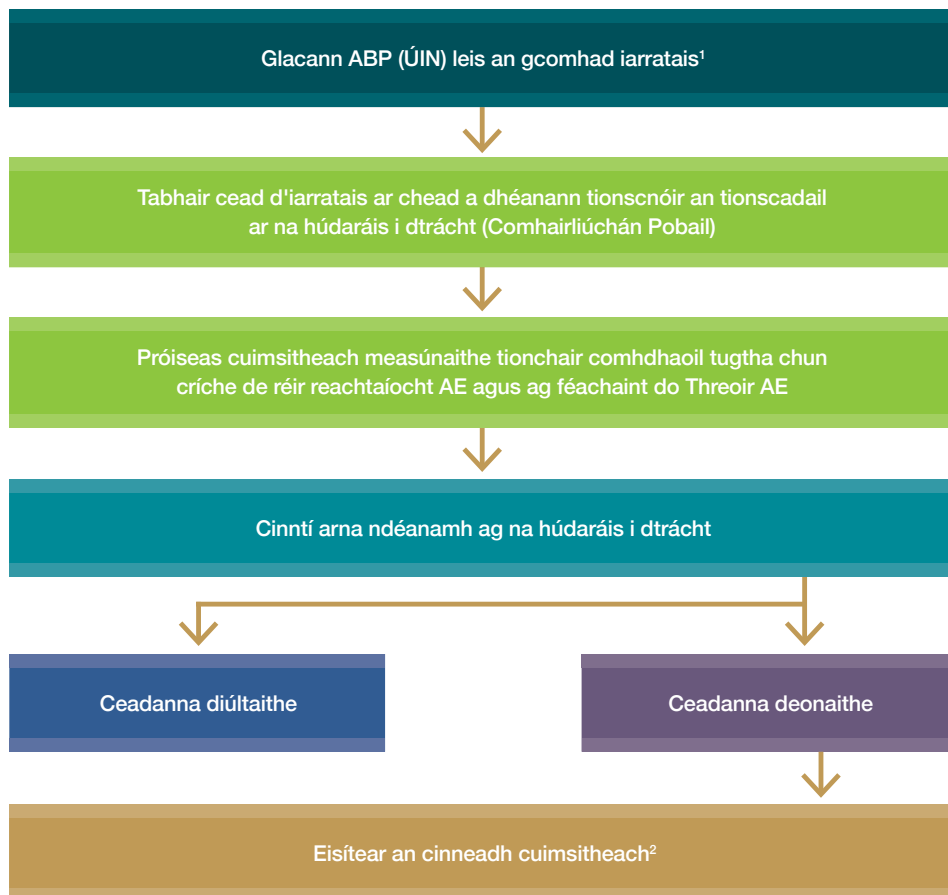 Glacann ABP (ÚIN) leis an gcomhad iarratais¹
Tabhair cead d'iarratais ar chead a dhéanann tionscnóir an tionscadail
ar na húdaráis i dtrácht (Comhairliúchán Pobail)
Próiseas cuimsitheach measúnaithe tionchair comhdhaoil tugtha chun
críche de réir reachtaíocht AE agus ag féachaint do Threoir AE
Cinntí arna ndéanamh ag na húdaráis i dtrácht
Ceadanna diúltaithe
Ceadanna deonaithe
Eisítear an cinneadh cuimsitheach²